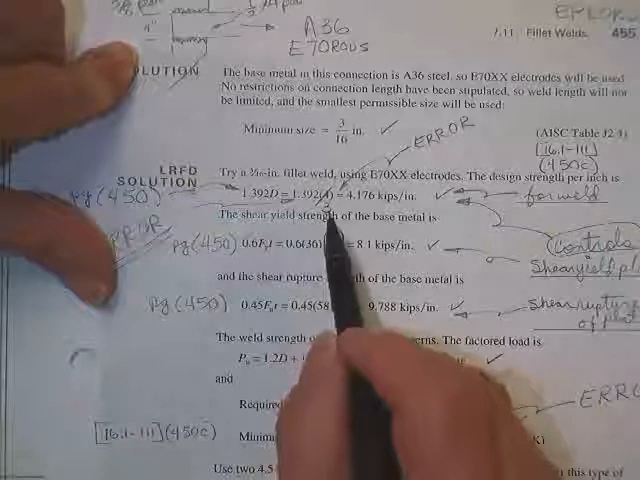 A36
E70XX
ERROR
7.11 Fillet Welds 455
SOLUTION The base metal in this connection is A36 steel, so E70XX electrodes will be used.
No restrictions on connection length have been stipulated, so weld length will not
be limited, and the smallest permissible size will be used:
Minimum size = 3/16 in. ✓
ERROR
(AISC Table J2.4)
[16.1-111]
(450c)
LRFD
SOLUTION
Try a 3/16-in. fillet weld, using E70XX electrodes. The design strength per inch is
pg(450)
1.392D = 1.392( ) = 4.176 kips/in. ✓ for weld
The shear yield strength of the base metal is
ERROR
Controls
pg(450) 0.6Fyt = 0.6(36) = 8.1 kips/in. ✓ Shear yield
and the shear rupture of the base metal is
pg(450) 0.45Fut = 0.45(58 9.788 kips/in. ✓ Shear rupture
of
The weld strength The factored load is
Pu = 1.2D + ✓
and
ERRO
Required
[16.1-111](450c) Minim
Use two 4.5 this type of